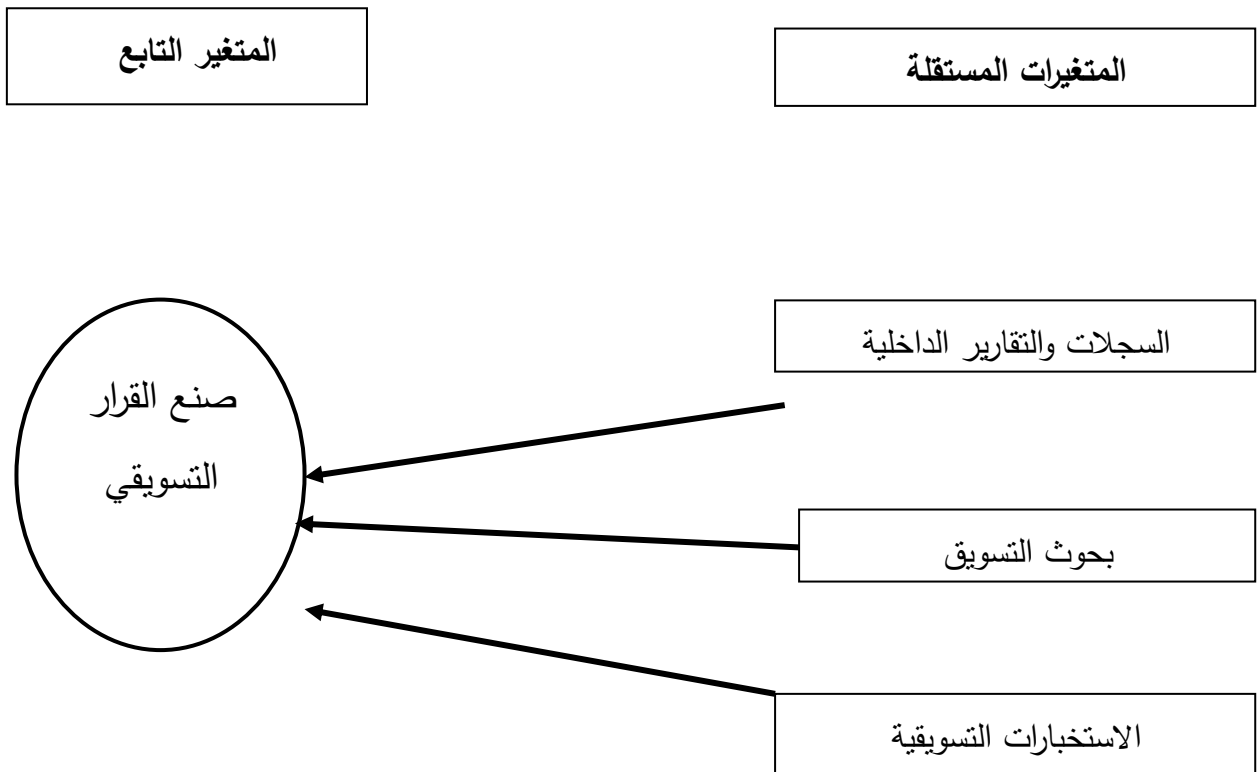 المتغيرات المستقلة
المتغير التابع
السجلات والتقارير الداخلية
صنع القرار
التسويقي
بحوث التسويق
الاستخبارات التسويقية